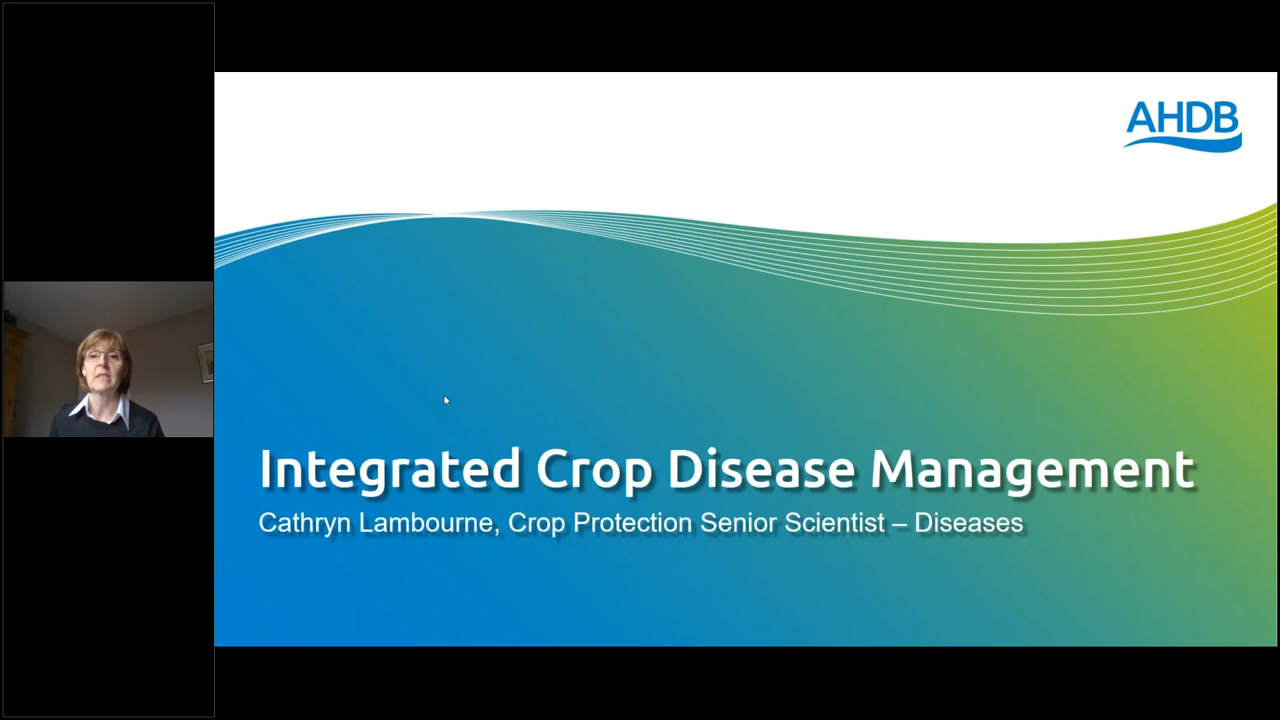 AHDB
Integrated Crop Disease Management
Cathryn Lambourne, Crop Protection Senior Scientist – Diseases